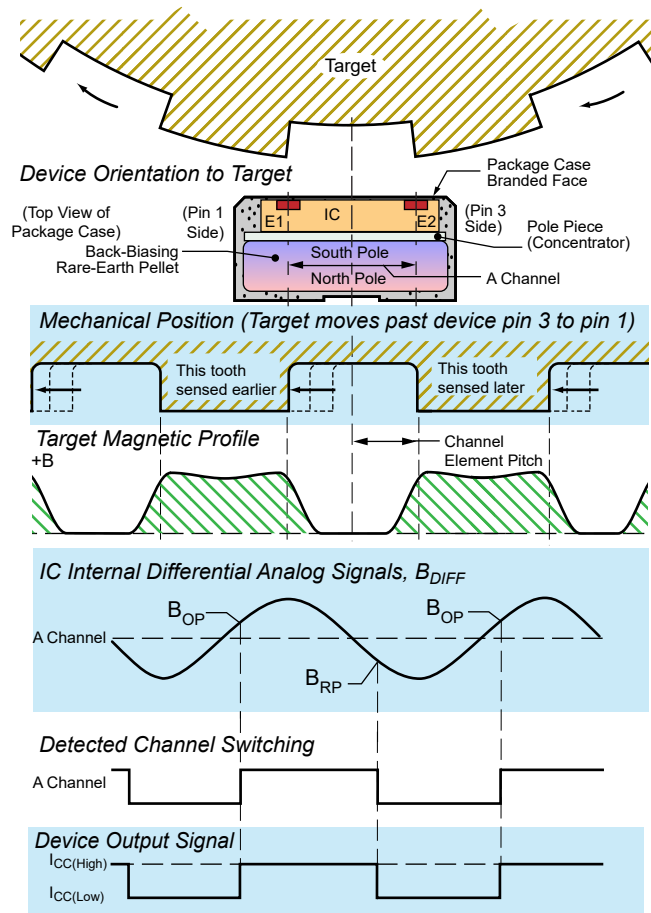 Target
Device Orientation to Target
Package Case
Branded Face
(Top View of
Package Case)
(Pin 1
Side)
E1
IC
E2
(Pin 3
Side)
Pole Piece
(Concentrator)
Back-Biasing
Rare-Earth Pellet
South Pole
North Pole
A Channel
Mechanical Position (Target moves past device pin 3 to pin 1)
This tooth
sensed earlier
This tooth
sensed later
Target Magnetic Profile
+B
Channel
Element Pitch
IC Internal Differential Analog Signals, BDIFF
BOP
BOP
A Channel
BRP
Detected Channel Switching
A Channel
Device Output Signal
ICC(High)
ICC(Low)